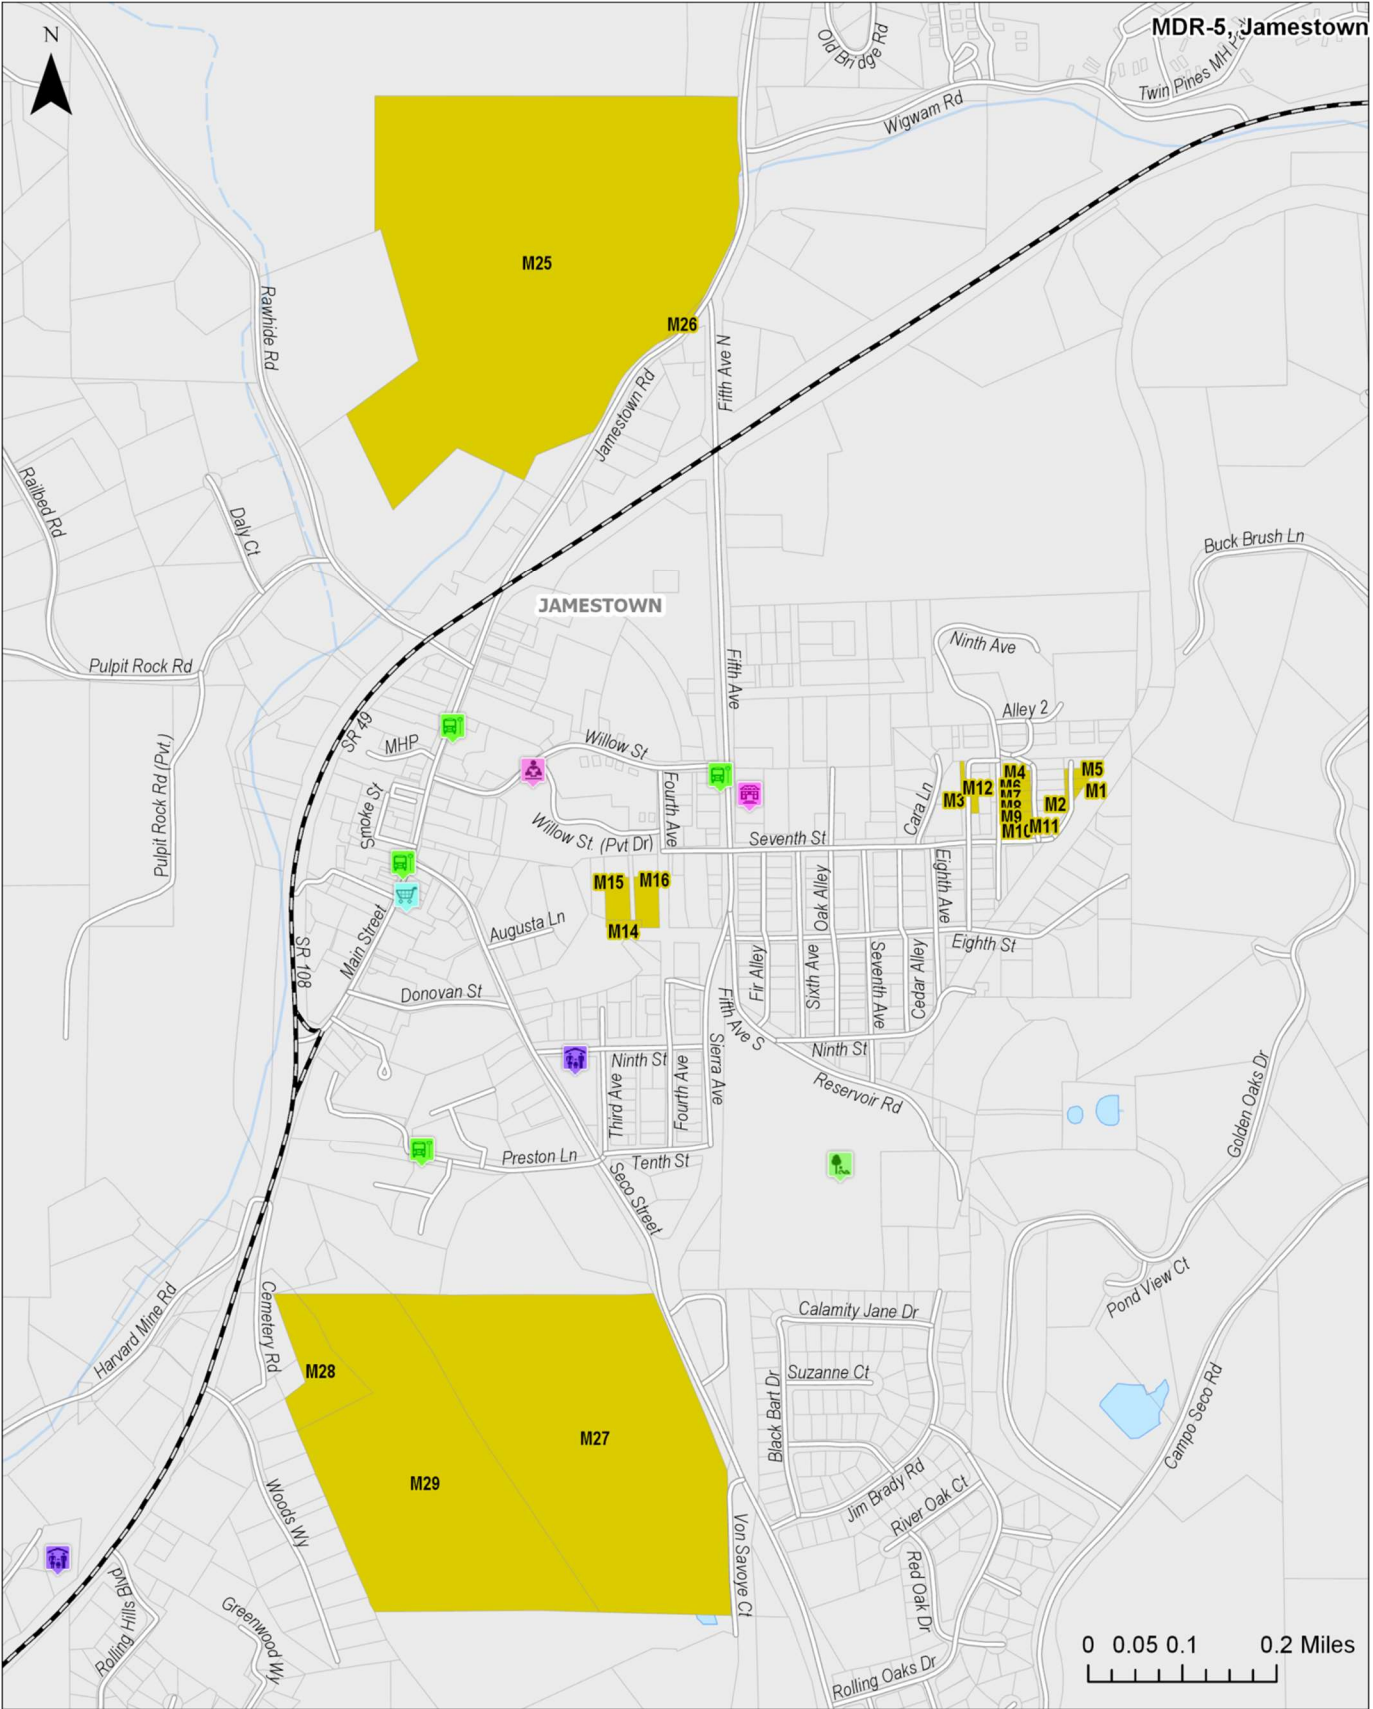 MDR-5, Jamestown
N
Old Bridge Rd
Twin Pines MH Park
Wigwam Rd
M25
Rawhide Rd
M26
Fifth Ave N
Jamestown Rd
Railbed Rd
Daly Ct
Buck Brush Ln
JAMESTOWN
Ninth Ave
Pulpit Rock Rd
Fifth Ave
Alley 2
SR 49
MHP
Willow St
M4
M5
M6
M7
M12
M3
M1
M2
M8
M9
M10
M11
Pulpit Rock Rd (Pvt.)
Smoke St
Fourth Ave
Cara Ln
Willow St. (Pvt Dr)
Seventh St
M15
M16
Oak Alley
Eighth Ave
M14
Augusta Ln
Main Street
SR 108
Eighth St
Fir Alley
Sixth Ave
Seventh Ave
Cedar Alley
Donovan St
Fifth Ave S
Ninth St
Ninth St
Sierra Ave
Third Ave
Fourth Ave
Reservoir Rd
Golden Oaks Dr
Preston Ln
Tenth St
Seco Street
Pond View Ct
Harvard Mine Rd
Cemetery Rd
Calamity Jane Dr
M28
Suzanne Ct
Black Bart Dr
Campo Seco Rd
M27
M29
Jim Brady Rd
River Oak Ct
Woods Wy
Von Savoye Ct
Red Oak Dr
Rolling Hills Blvd
Greenwood Wy
Rolling Oaks Dr
0 0.05 0.1 0.2 Miles